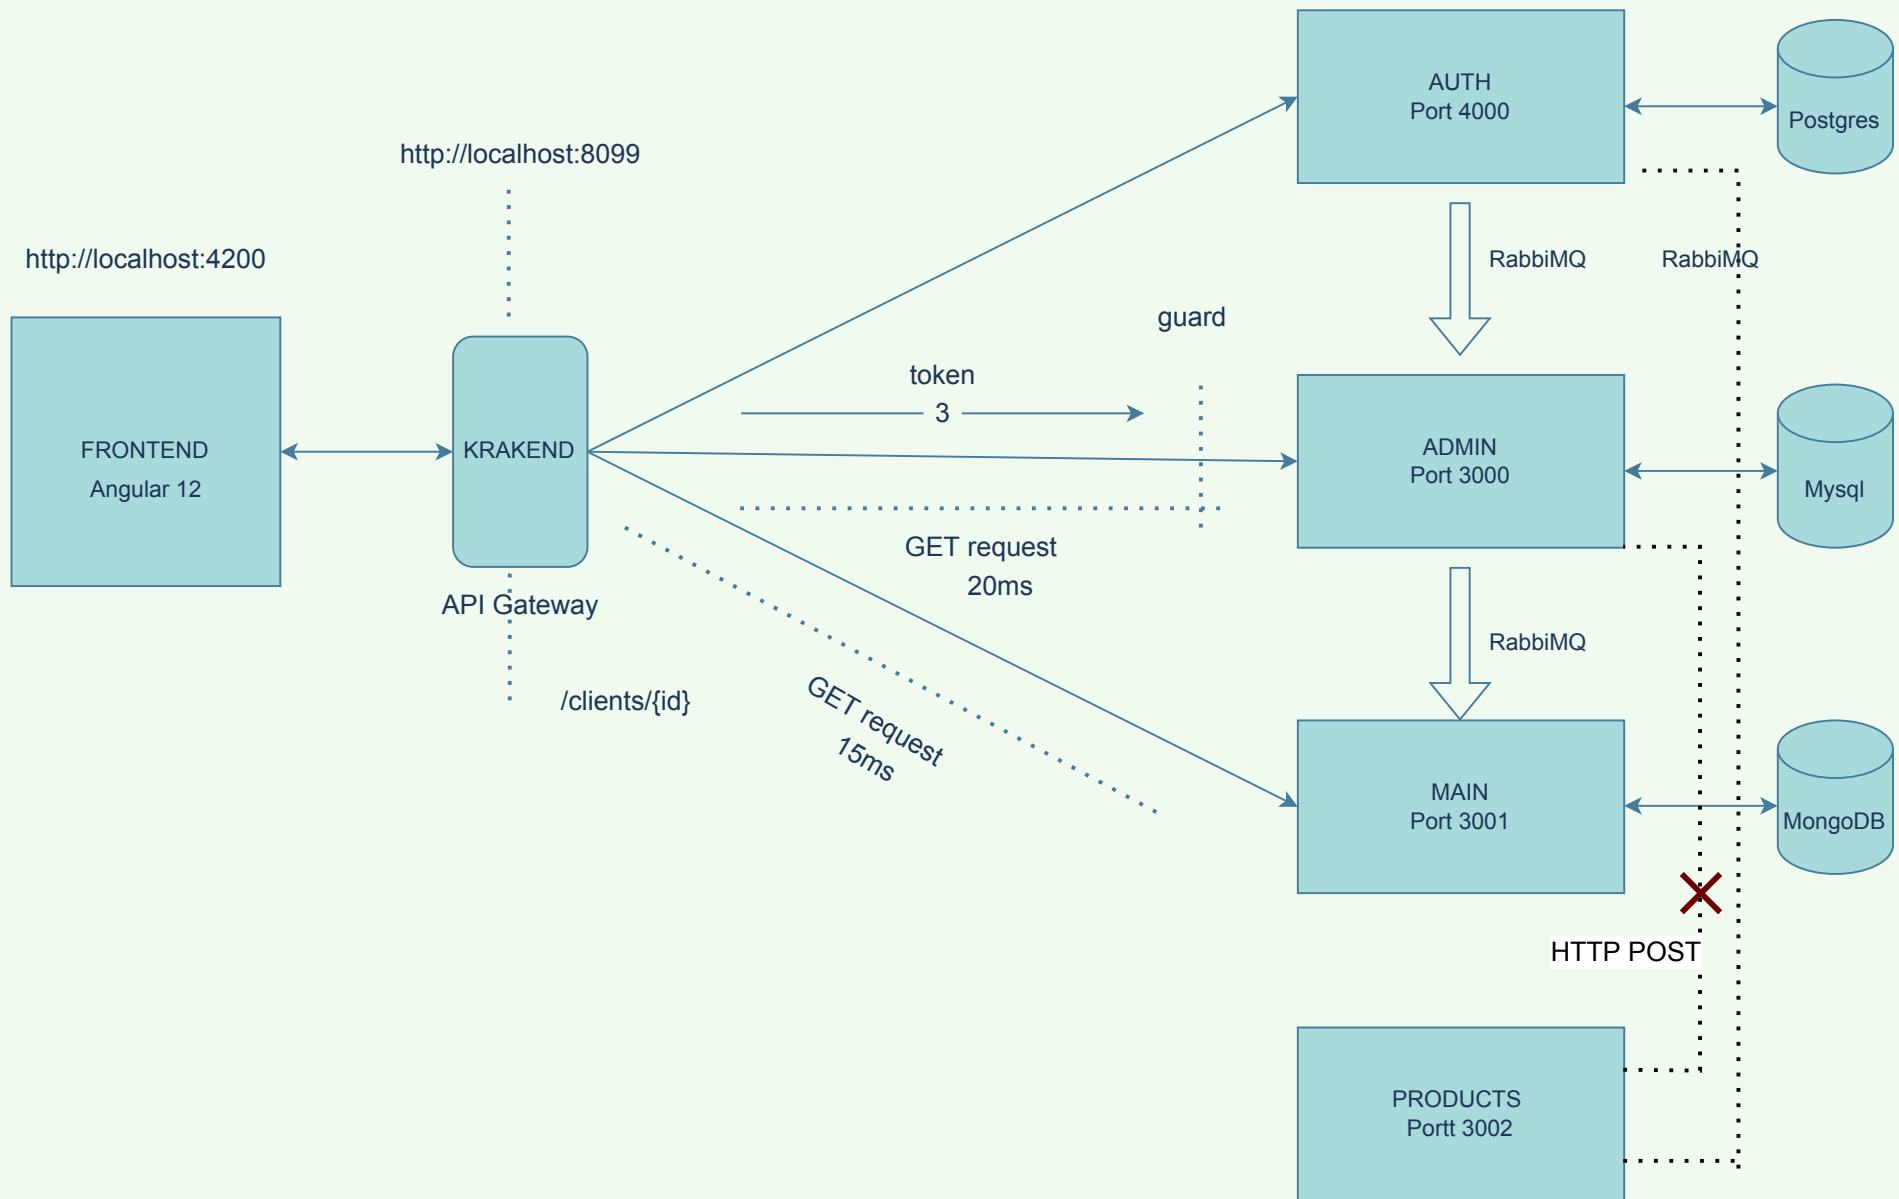 AUTH
Port 4000
Postgres
http://localhost:8099
http://localhost:4200
RabbiMQ
RabbiMQ
guard
token
3
FRONTEND
Angular 12
KRAKEND
ADMIN
Port 3000
Mysql
GET request
20ms
API Gateway
/clients/{id}
RabbiMQ
GET request
15ms
MAIN
Port 3001
MongoDB
HTTP POST
PRODUCTS
Portt 3002